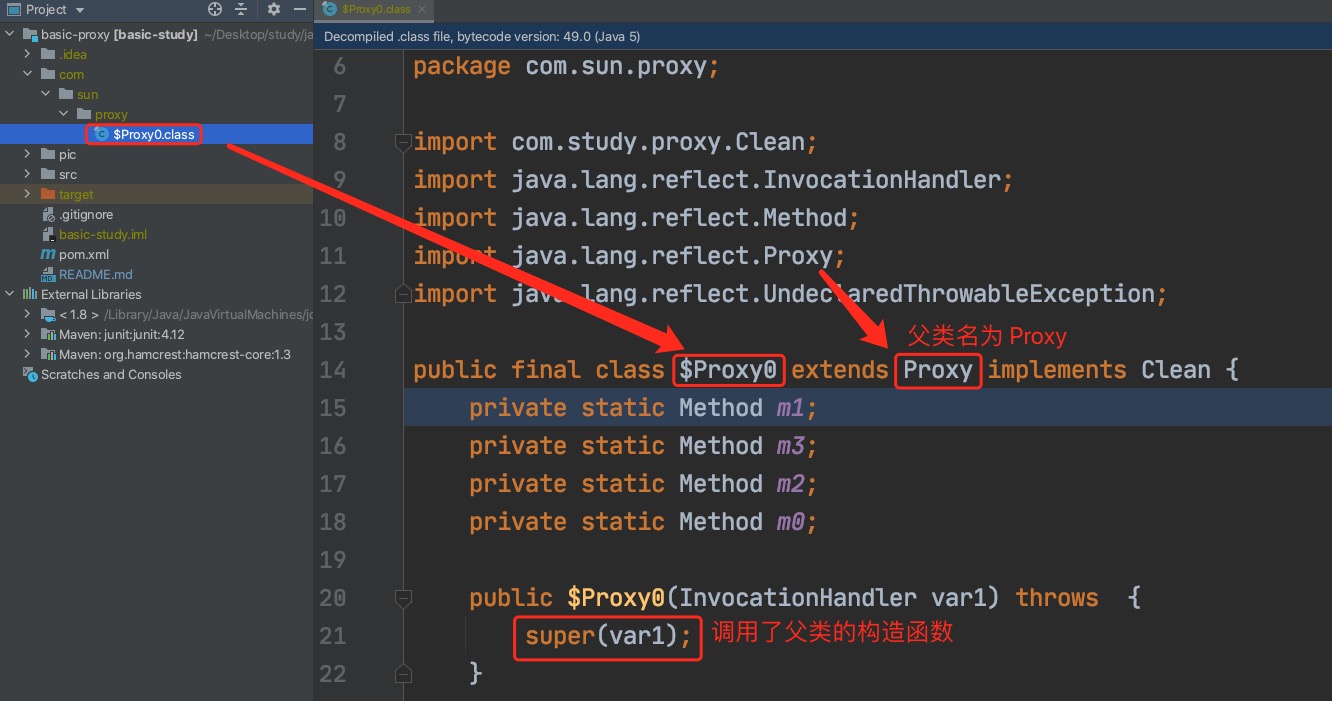 Project
$Proxy0.class
basic-proxy [basic-study] ~/Desktop/study/ja
.idea
com
sun
proxy
$Proxy0.class
pic
src
target
.gitignore
basic-study.iml
pom.xml
README.md
External Libraries
< 1.8 > /Library/Java/JavaVirtualMachines/jd
Maven: junit:junit:4.12
Maven: org.hamcrest:hamcrest-core:1.3
Scratches and Consoles
Decompiled .class file, bytecode version: 49.0 (Java 5)
6 package com.sun.proxy;
7
8 import com.study.proxy.Clean;
9 import java.lang.reflect.InvocationHandler;
10 import java.lang.reflect.Method;
11 import java.lang.reflect.Proxy;
12 import java.lang.reflect.UndeclaredThrowableException;
13
父类名为 Proxy
14 public final class $Proxy0 extends Proxy implements Clean {
15 private static Method m1;
16 private static Method m3;
17 private static Method m2;
18 private static Method m0;
19
20 public $Proxy0(InvocationHandler var1) throws {
21 super(var1); 调用了父类的构造函数
22 }